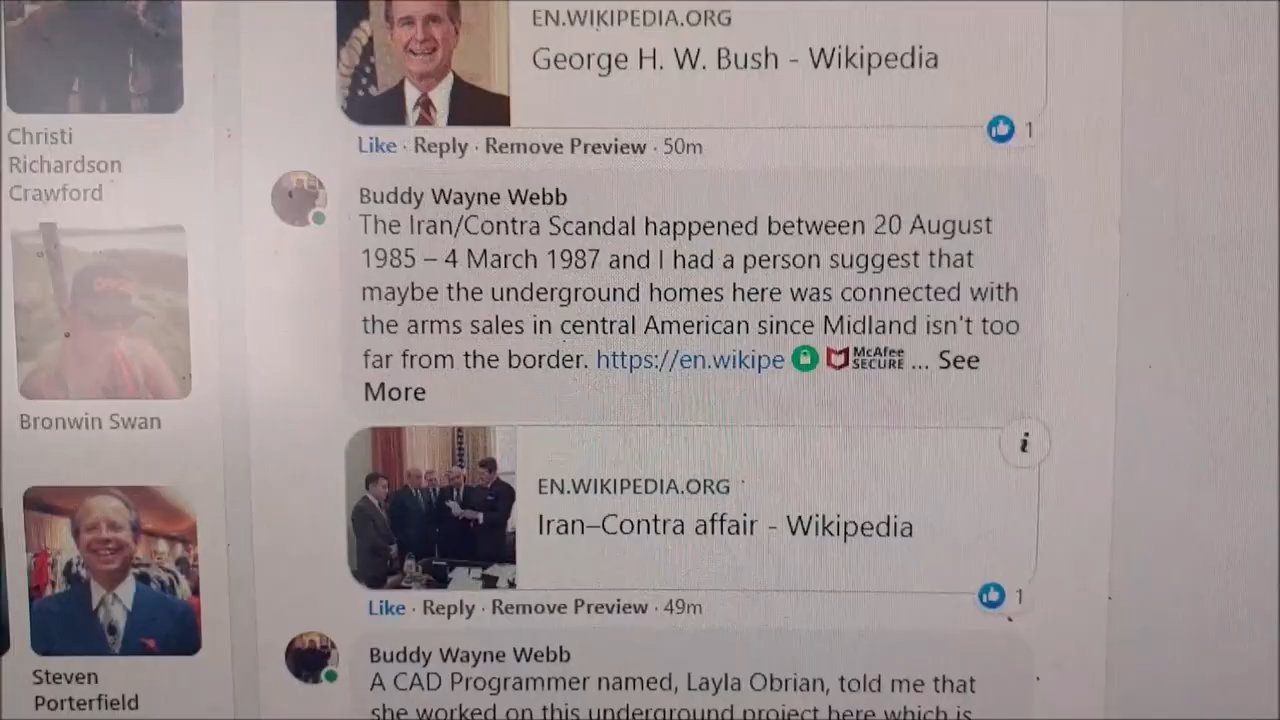 EN.WIKIPEDIA.ORG
George H. W. Bush - Wikipedia
1
Like · Reply · Remove Preview · 50m
Christi
Richardson
Crawford
Buddy Wayne Webb
The Iran/Contra Scandal happened between 20 August
1985 – 4 March 1987 and I had a person suggest that
maybe the underground homes here was connected with
the arms sales in central American since Midland isn't too
far from the border. https://en.wikipe McAfee SECURE ... See
More
Bronwin Swan
i
EN.WIKIPEDIA.ORG
Iran–Contra affair - Wikipedia
1
Like · Reply · Remove Preview · 49m
Steven
Porterfield
Buddy Wayne Webb
A CAD Programmer named, Layla Obrian, told me that
she worked on this underground project here which is